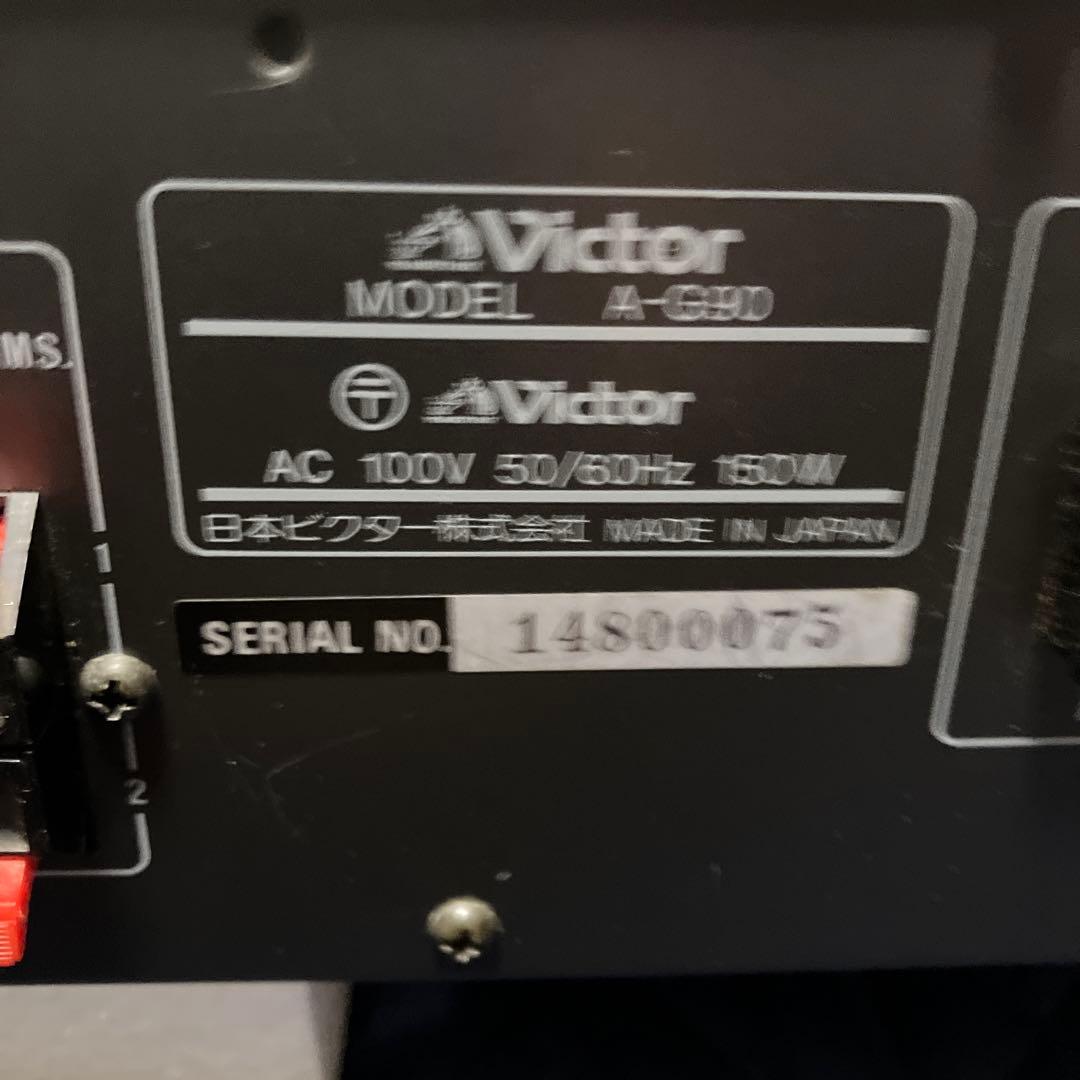 Victor
MODEL A-G90
MS.
Victor
AC 100V 50/60Hz 150W
日本ビクター株式会社 MADE IN JAPAN
1
SERIAL NO. 14800075
2